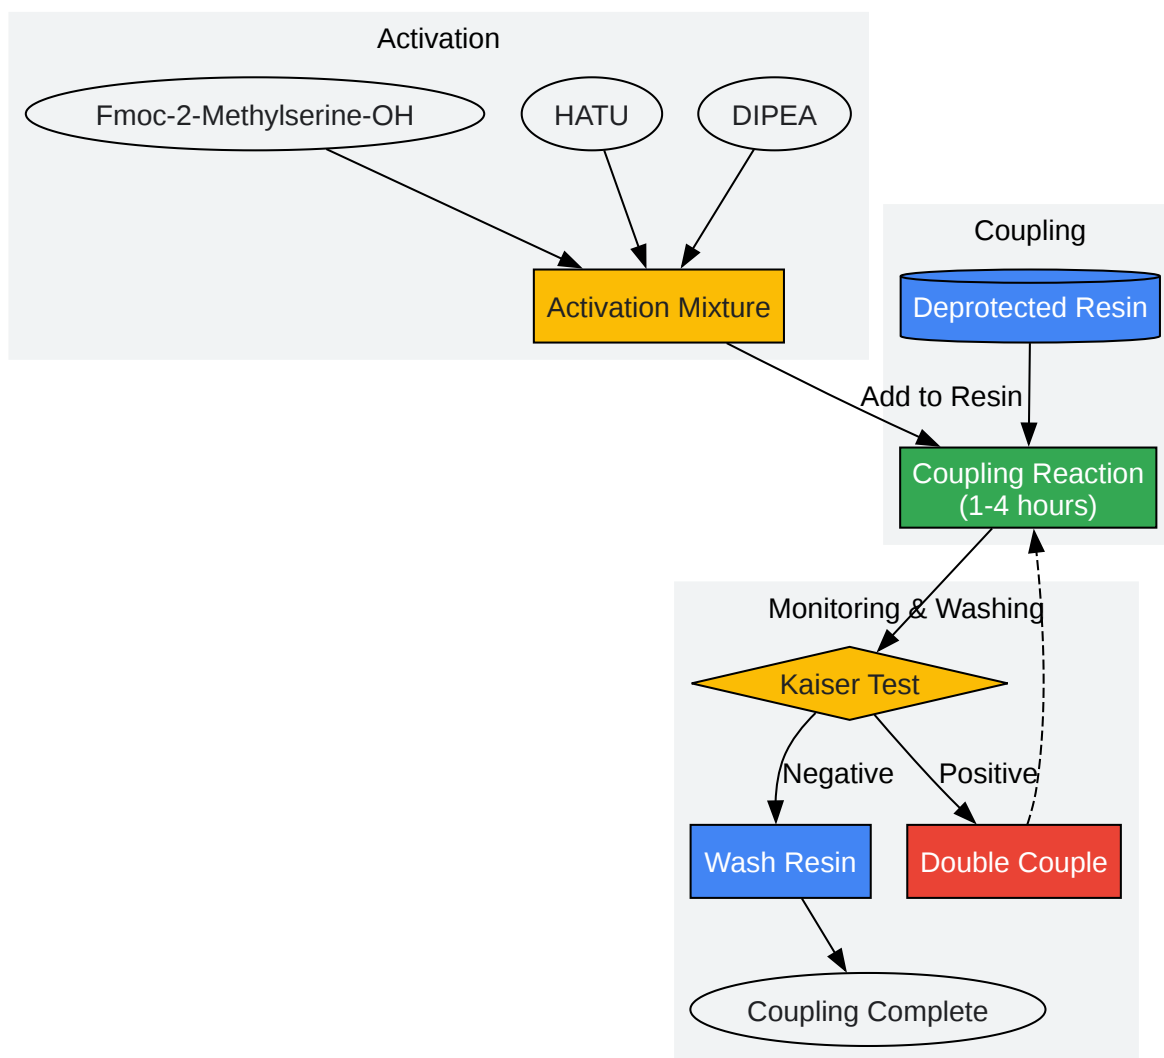 Activation
Fmoc-2-Methylserine-OH
HATU
DIPEA
Activation Mixture
Coupling
Deprotected Resin
Add to Resin
Coupling Reaction
(1-4 hours)
Monitoring & Washing
Kaiser Test
Negative
Positive
Wash Resin
Double Couple
Coupling Complete